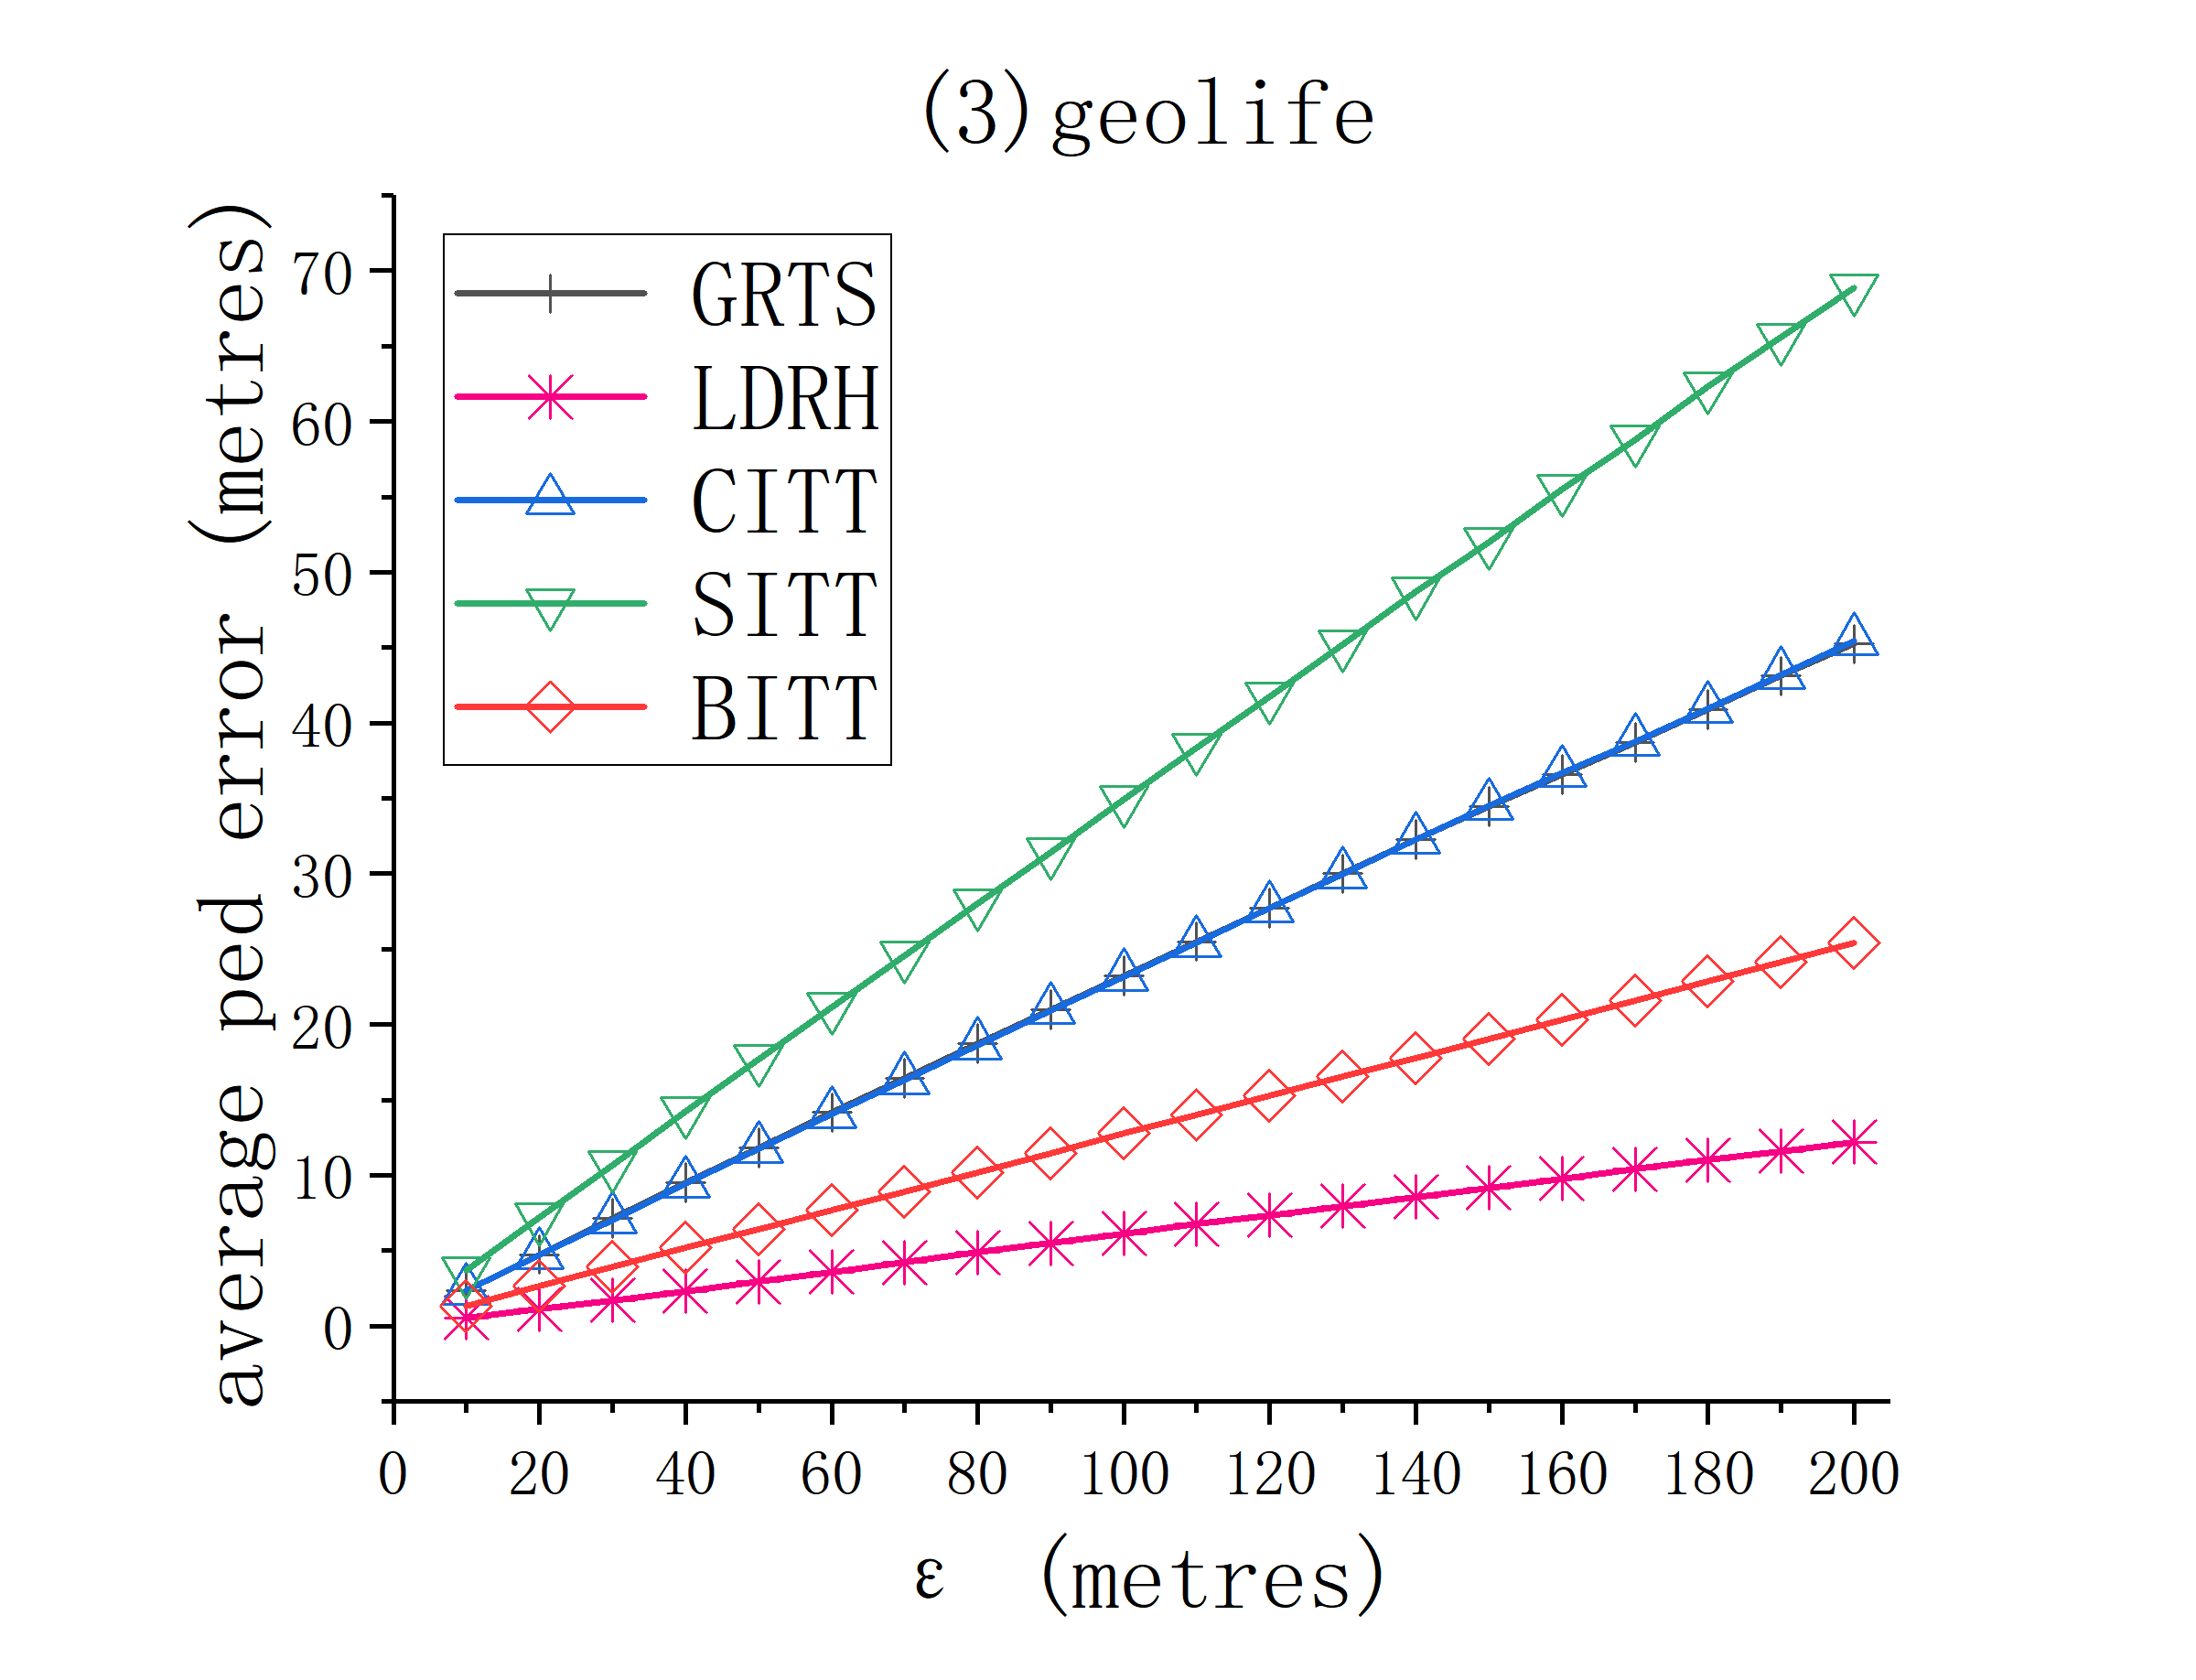 (3)geolife
average ped error (metres)
70
60
50
40
30
20
10
0
GRTS
LDRH
CITT
SITT
BITT
0 20 40 60 80 100 120 140 160 180 200
ε (metres)